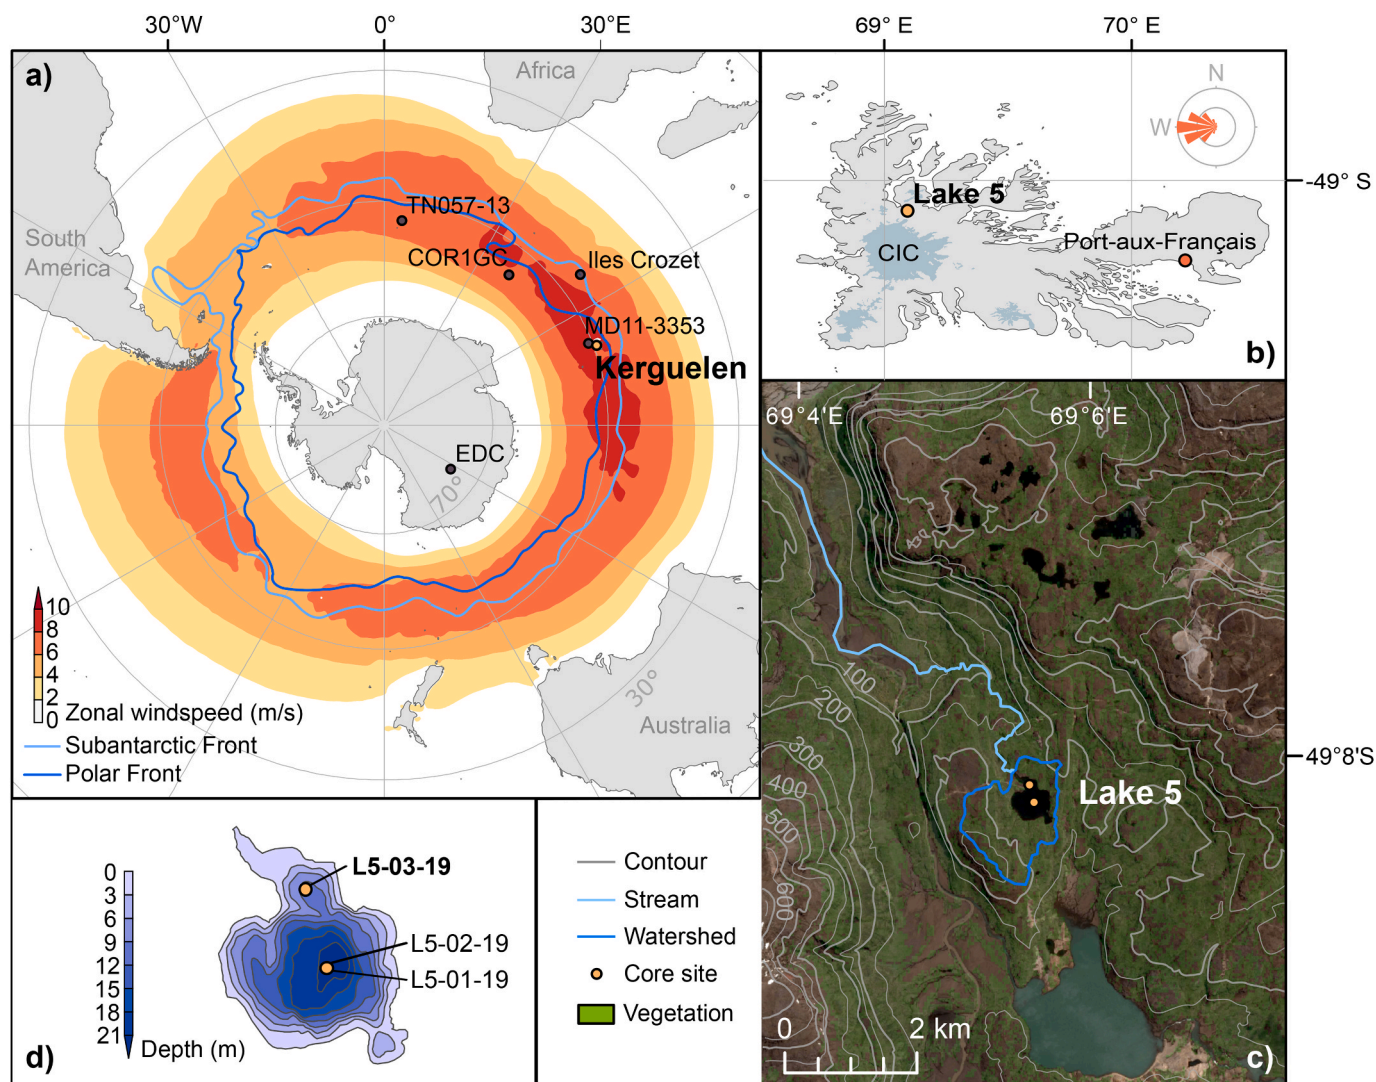 30°W
0°
30°E
a)
Africa
South
America
TN057-13
COR1GC
Iles Crozet
MD11-3353
Kerguelen
EDC
70°
30°
Australia
10
8
6
4
2
0
Zonal windspeed (m/s)
Subantarctic Front
Polar Front
69° E
70° E
N
W
-49° S
Lake 5
CIC
Port-aux-Français
b)
69°4'E
69°6'E
100
200
300
400
500
600
49°8'S
Lake 5
0
2 km
c)
0
3
6
9
12
15
18
21
Depth (m)
L5-03-19
L5-02-19
L5-01-19
d)
Contour
Stream
Watershed
Core site
Vegetation